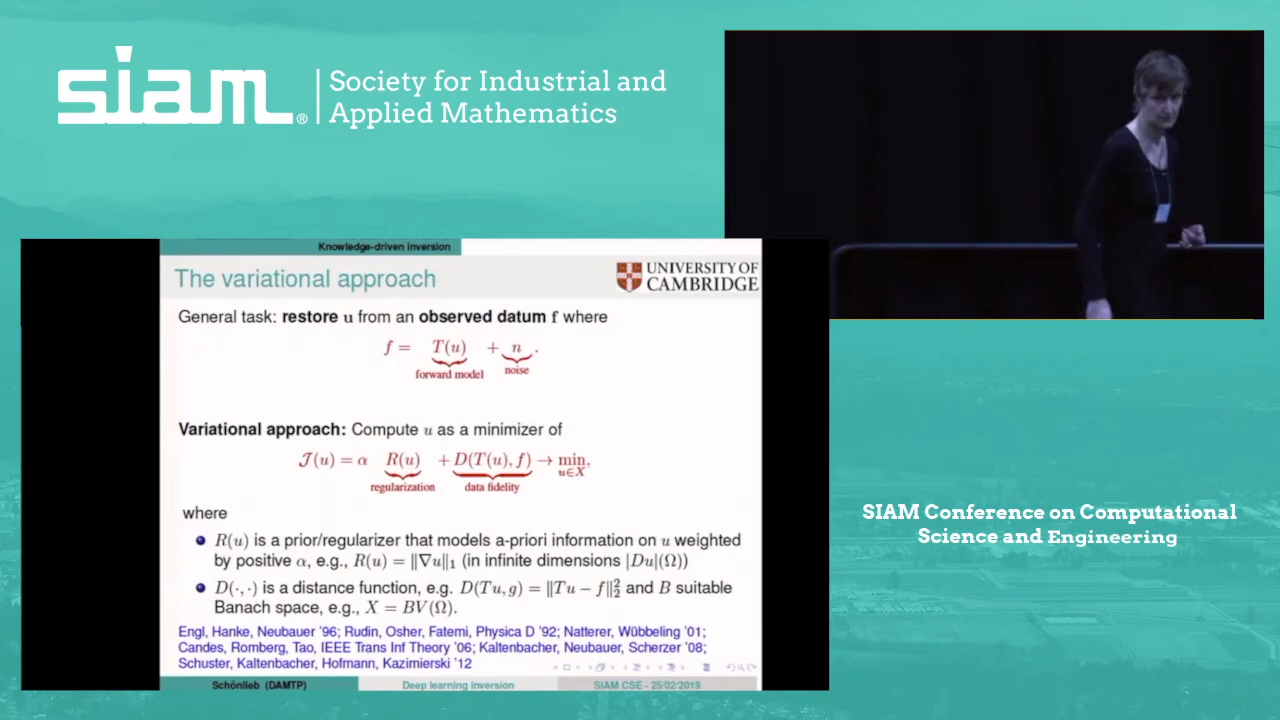 siam® | Society for Industrial and
Applied Mathematics
Knowledge-driven inversion
The variational approach
UNIVERSITY OF
CAMBRIDGE
General task: restore u from an observed datum f where
f = T(u) + n .
forward model noise
Variational approach: Compute u as a minimizer of
𝒥(u) = α R(u) + D(T(u), f) → min,
u∈X
regularization data fidelity
where
R(u) is a prior/regularizer that models a-priori information on u weighted
by positive α, e.g., R(u) = ‖∇u‖₁ (in infinite dimensions |Du|(Ω))
D(·, ·) is a distance function, e.g. D(Tu, g) = ‖Tu − f‖₂² and B suitable
Banach space, e.g., X = BV(Ω).
Engl, Hanke, Neubauer '96; Rudin, Osher, Fatemi, Physica D '92; Natterer, Wübbeling '01;
Candes, Romberg, Tao, IEEE Trans Inf Theory '06; Kaltenbacher, Neubauer, Scherzer '08;
Schuster, Kaltenbacher, Hofmann, Kazimierski '12
Schönlieb (DAMTP) Deep learning inversion SIAM CSE - 25/02/2019
SIAM Conference on Computational
Science and Engineering